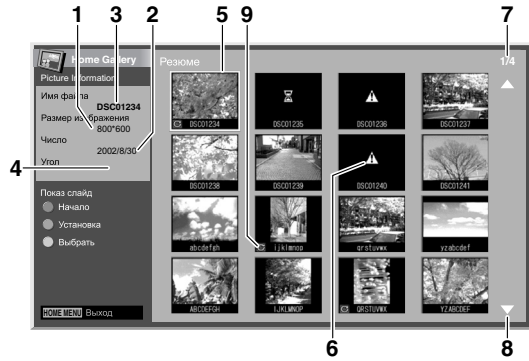 1
3
2
5
9
7
Home Gallery
Резюме
1/4
Picture Information
Имя файла
DSC01234
Размер изображения
800*600
Число
2002/8/30
Угол
4
Показ слайд
Начало
Установка
Выбрать
HOME MENU Выход
DSC01234
DSC01235
DSC01236
DSC01237
DSC01238
DSC01239
DSC01240
DSC01241
abcdefgh
ijklmnop
qrstuvwx
yzabcdef
ABCDEFGH
IJKLMNOP
QRSTUVWX
YZABCDEF
6
8